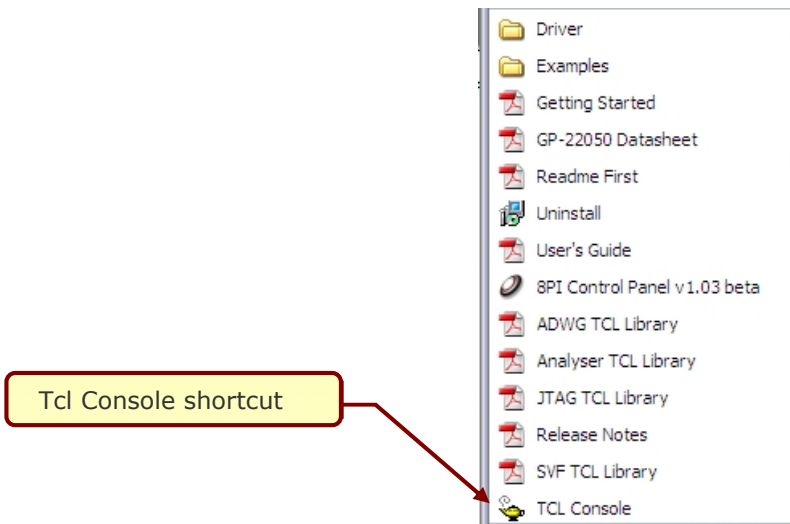 Driver
Examples
Getting Started
GP-22050 Datasheet
Readme First
Uninstall
User's Guide
8PI Control Panel v1.03 beta
ADWG TCL Library
Analyser TCL Library
Tcl Console shortcut
JTAG TCL Library
Release Notes
SVF TCL Library
TCL Console